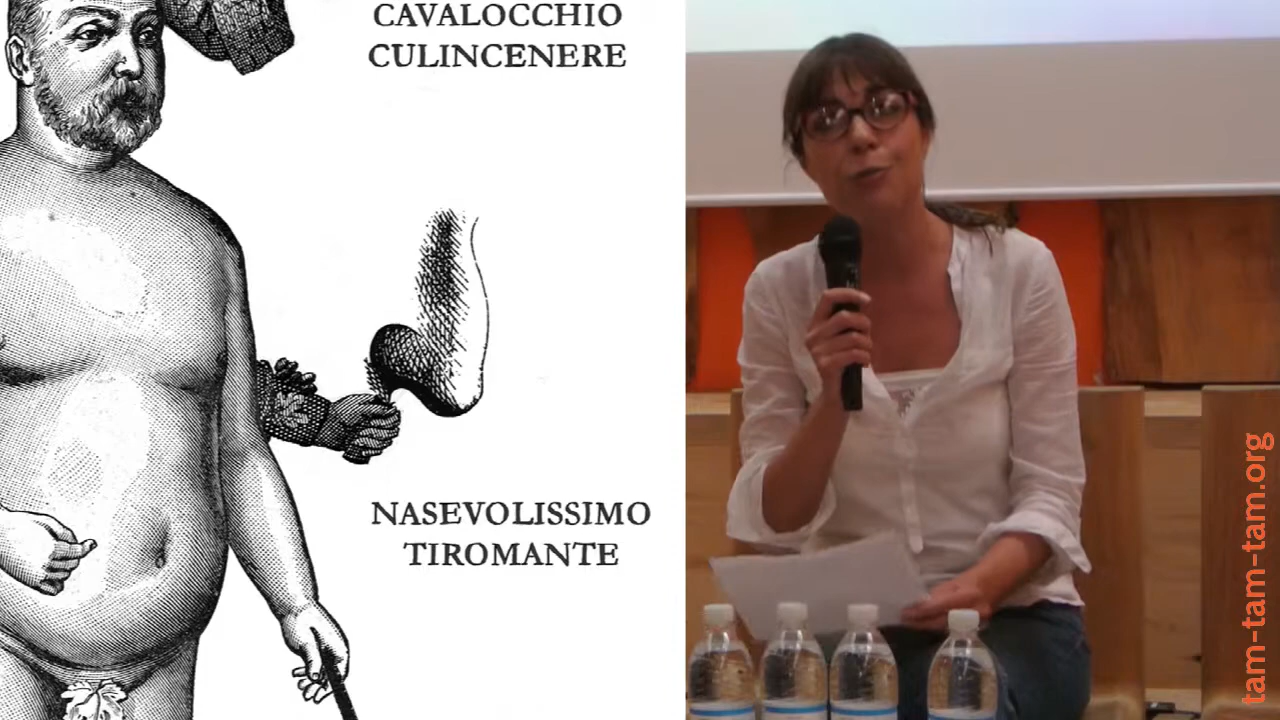 CAVALOCCHIO
CULINCENERE
NASEVOLISSIMO
TIROMANTE
tam-tam-tam.org